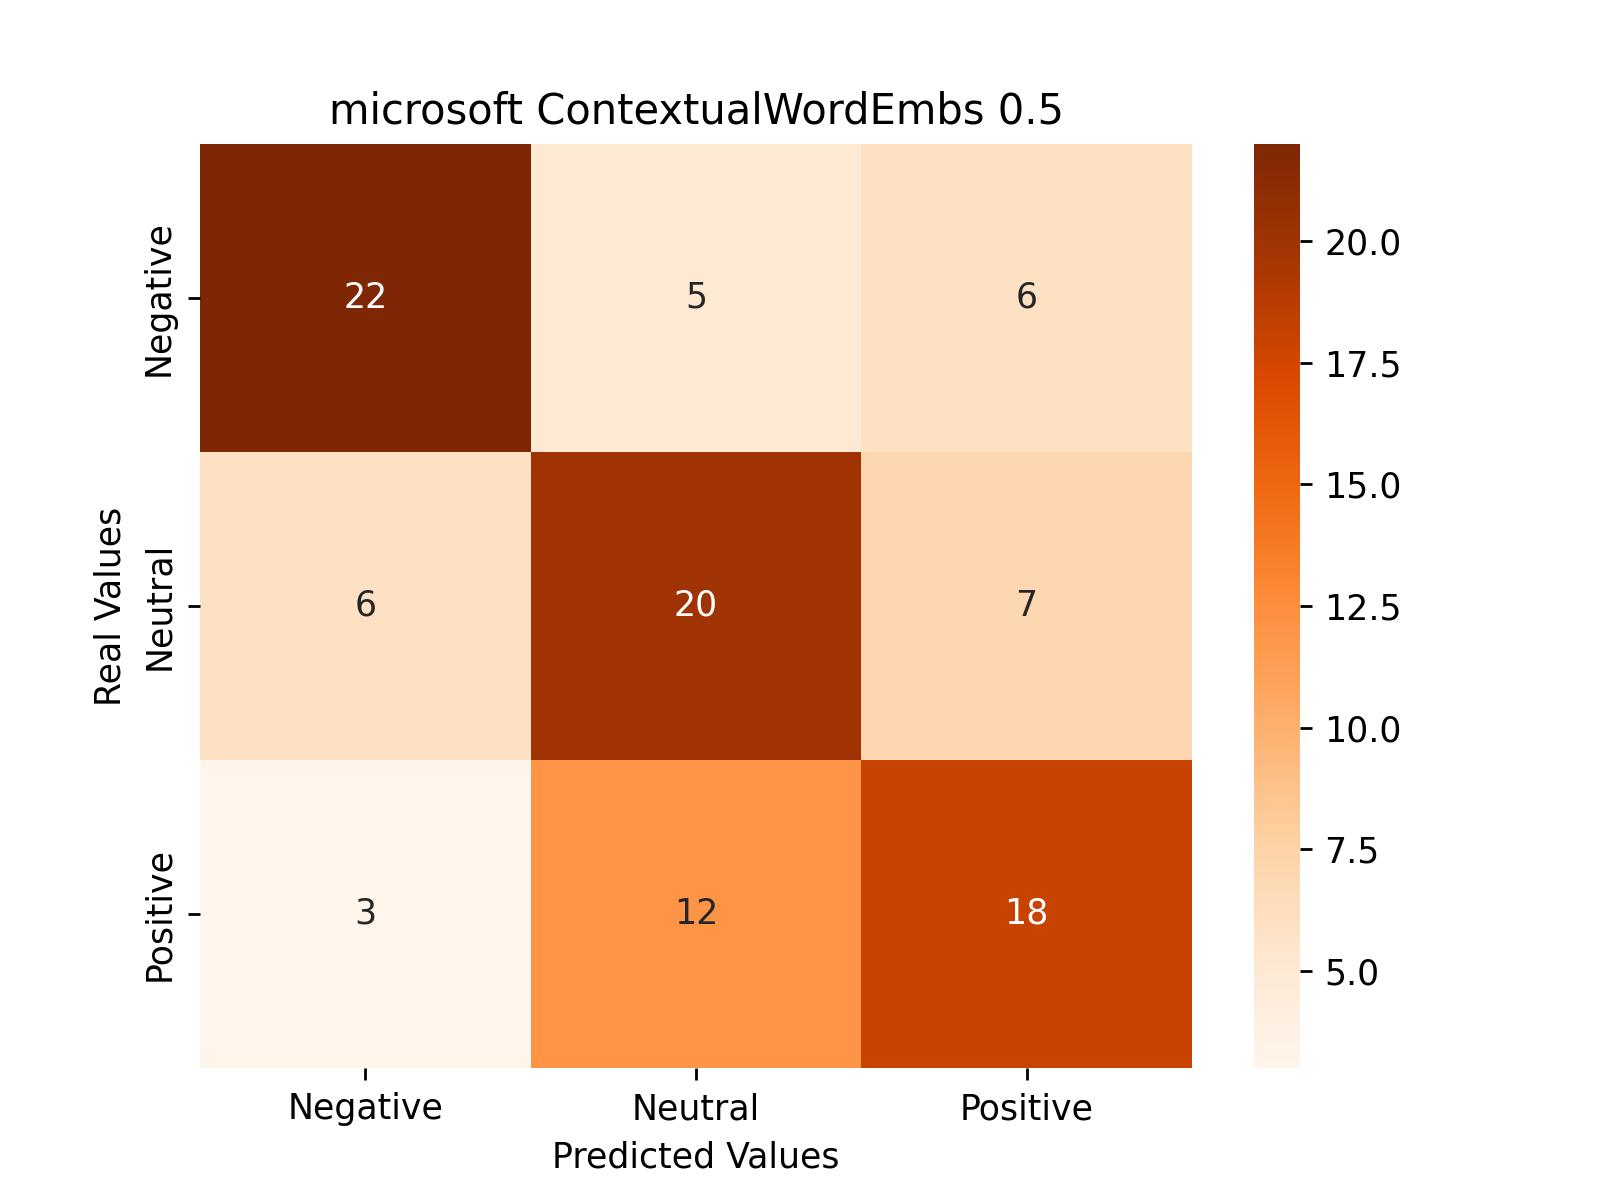 microsoft ContextualWordEmbs 0.5
Real Values
Negative
22 5 6
Neutral
6 20 7
Positive
3 12 18
Negative Neutral Positive
Predicted Values
20.0
17.5
15.0
12.5
10.0
7.5
5.0